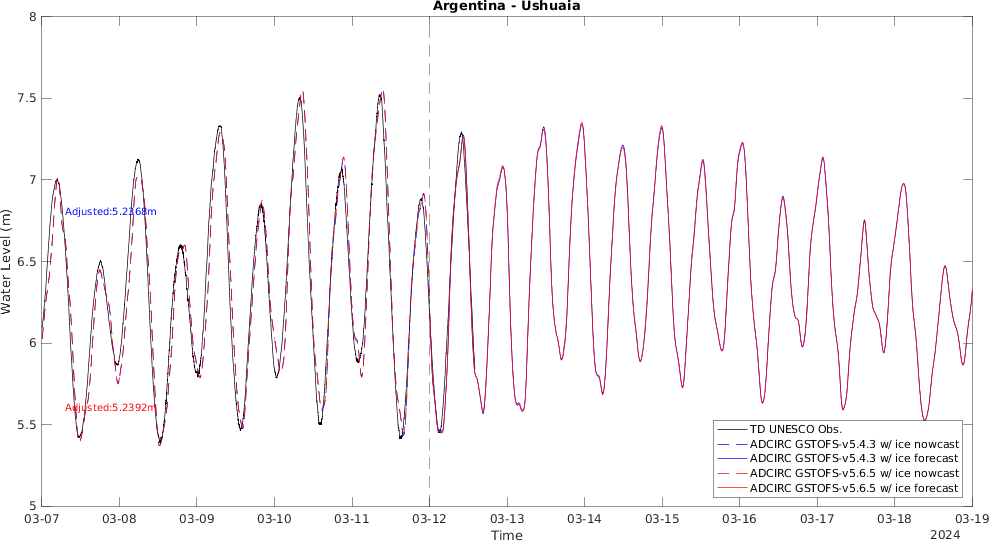 Argentina - Ushuaia
8
7.5
7
6.5
6
5.5
5
Water Level (m)
Adjusted:5.2368m
Adjusted:5.2392m
TD UNESCO Obs.
ADCIRC GSTOFS-v5.4.3 w/ ice nowcast
ADCIRC GSTOFS-v5.4.3 w/ ice forecast
ADCIRC GSTOFS-v5.6.5 w/ ice nowcast
ADCIRC GSTOFS-v5.6.5 w/ ice forecast
03-07 03-08 03-09 03-10 03-11 03-12 03-13 03-14 03-15 03-16 03-17 03-18 03-19
Time
2024